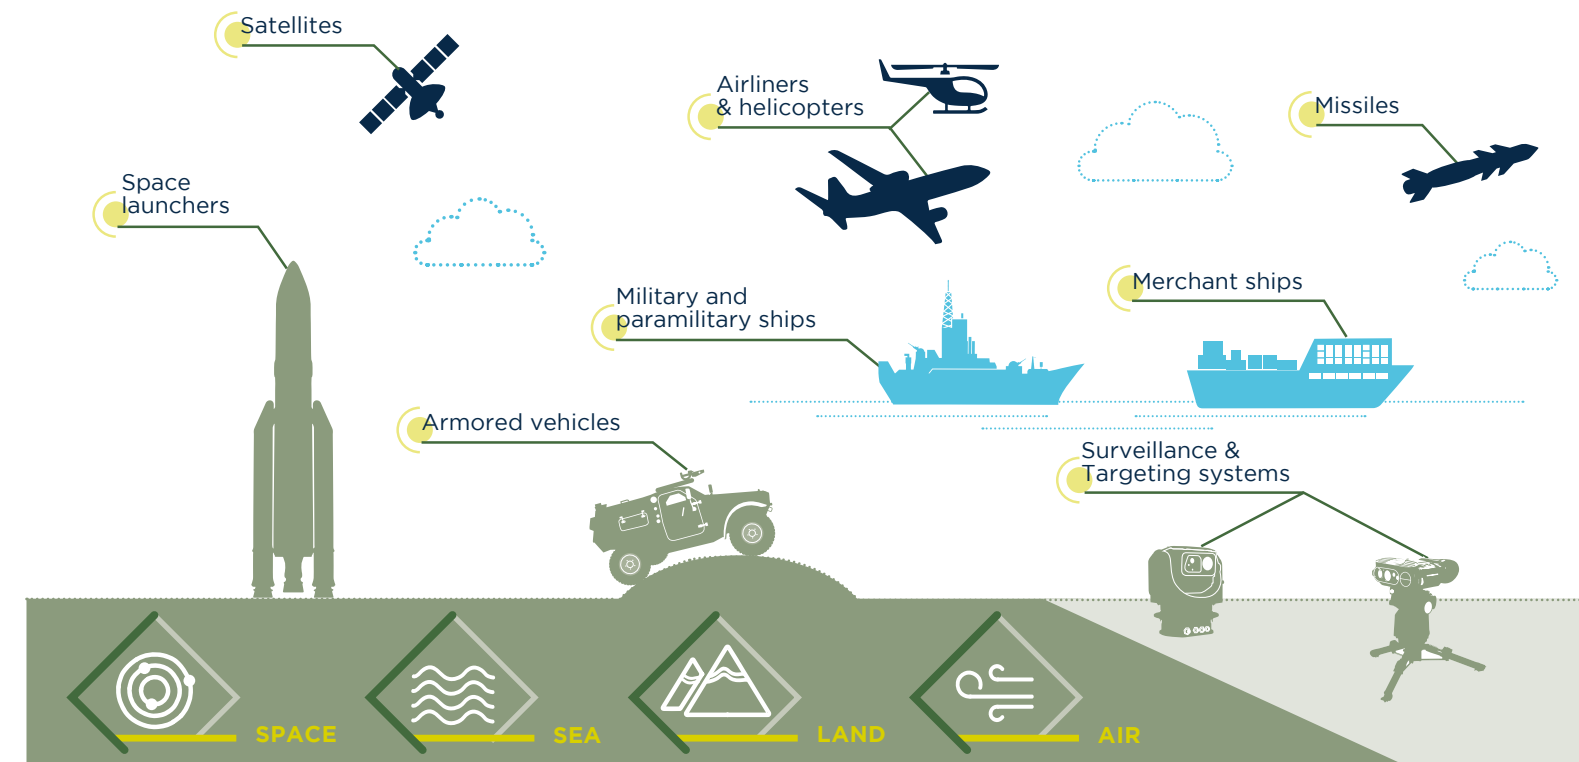 Satellites
Airliners
& helicopters
Missiles
Space
launchers
Military and
paramilitary ships
Merchant ships
Armored vehicles
Surveillance &
Targeting systems
SPACE
SEA
LAND
AIR